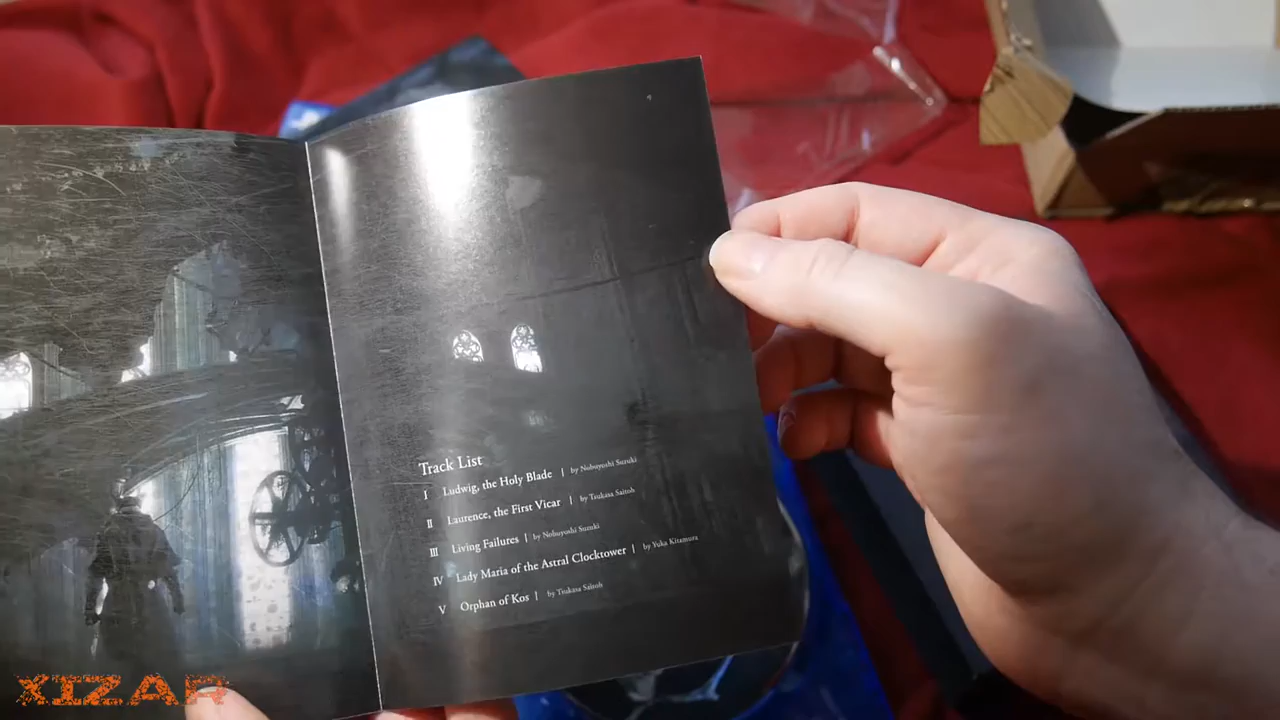 Track List
I Ludwig, the Holy Blade | by Nobuyoshi Suzuki
II Laurence, the First Vicar | by Tsukasa Saitoh
III Living Failures | by Nobuyoshi Suzuki
IV Lady Maria of the Astral Clocktower | by Yuka Kitamura
V Orphan of Kos | by Tsukasa Saitoh
XIZAR